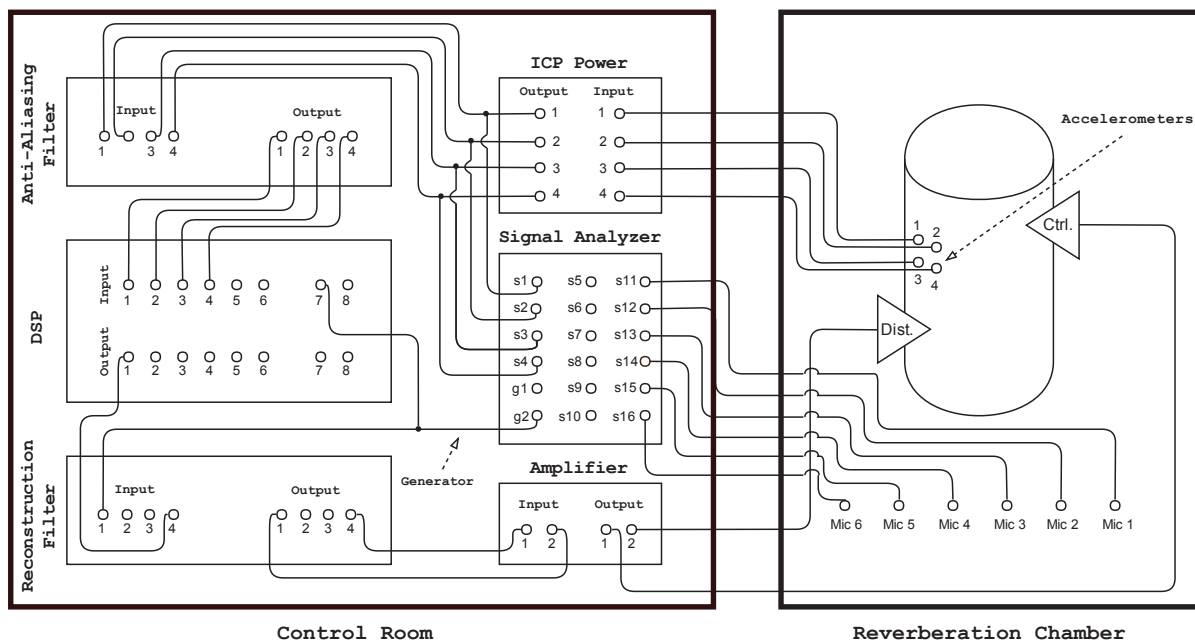 ICP Power
Output Input
1 1
2 2
3 3
4 4
Anti-Aliasing
Filter
Input Output
1 3 4 1 2 3 4
Accelerometers
1 2
3 4
Ctrl.
Dist.
Signal Analyzer
s1 s5 s11
s2 s6 s12
s3 s7 s13
s4 s8 s14
g1 s9 s15
g2 s10 s16
DSP
Input
1 2 3 4 5 6 7 8
Output
1 2 3 4 5 6 7 8
Generator
Reconstruction
Filter
Input Output
1 2 3 4 1 2 3 4
Amplifier
Input Output
1 2 1 2
Mic 6 Mic 5 Mic 4 Mic 3 Mic 2 Mic 1
Control Room
Reverberation Chamber